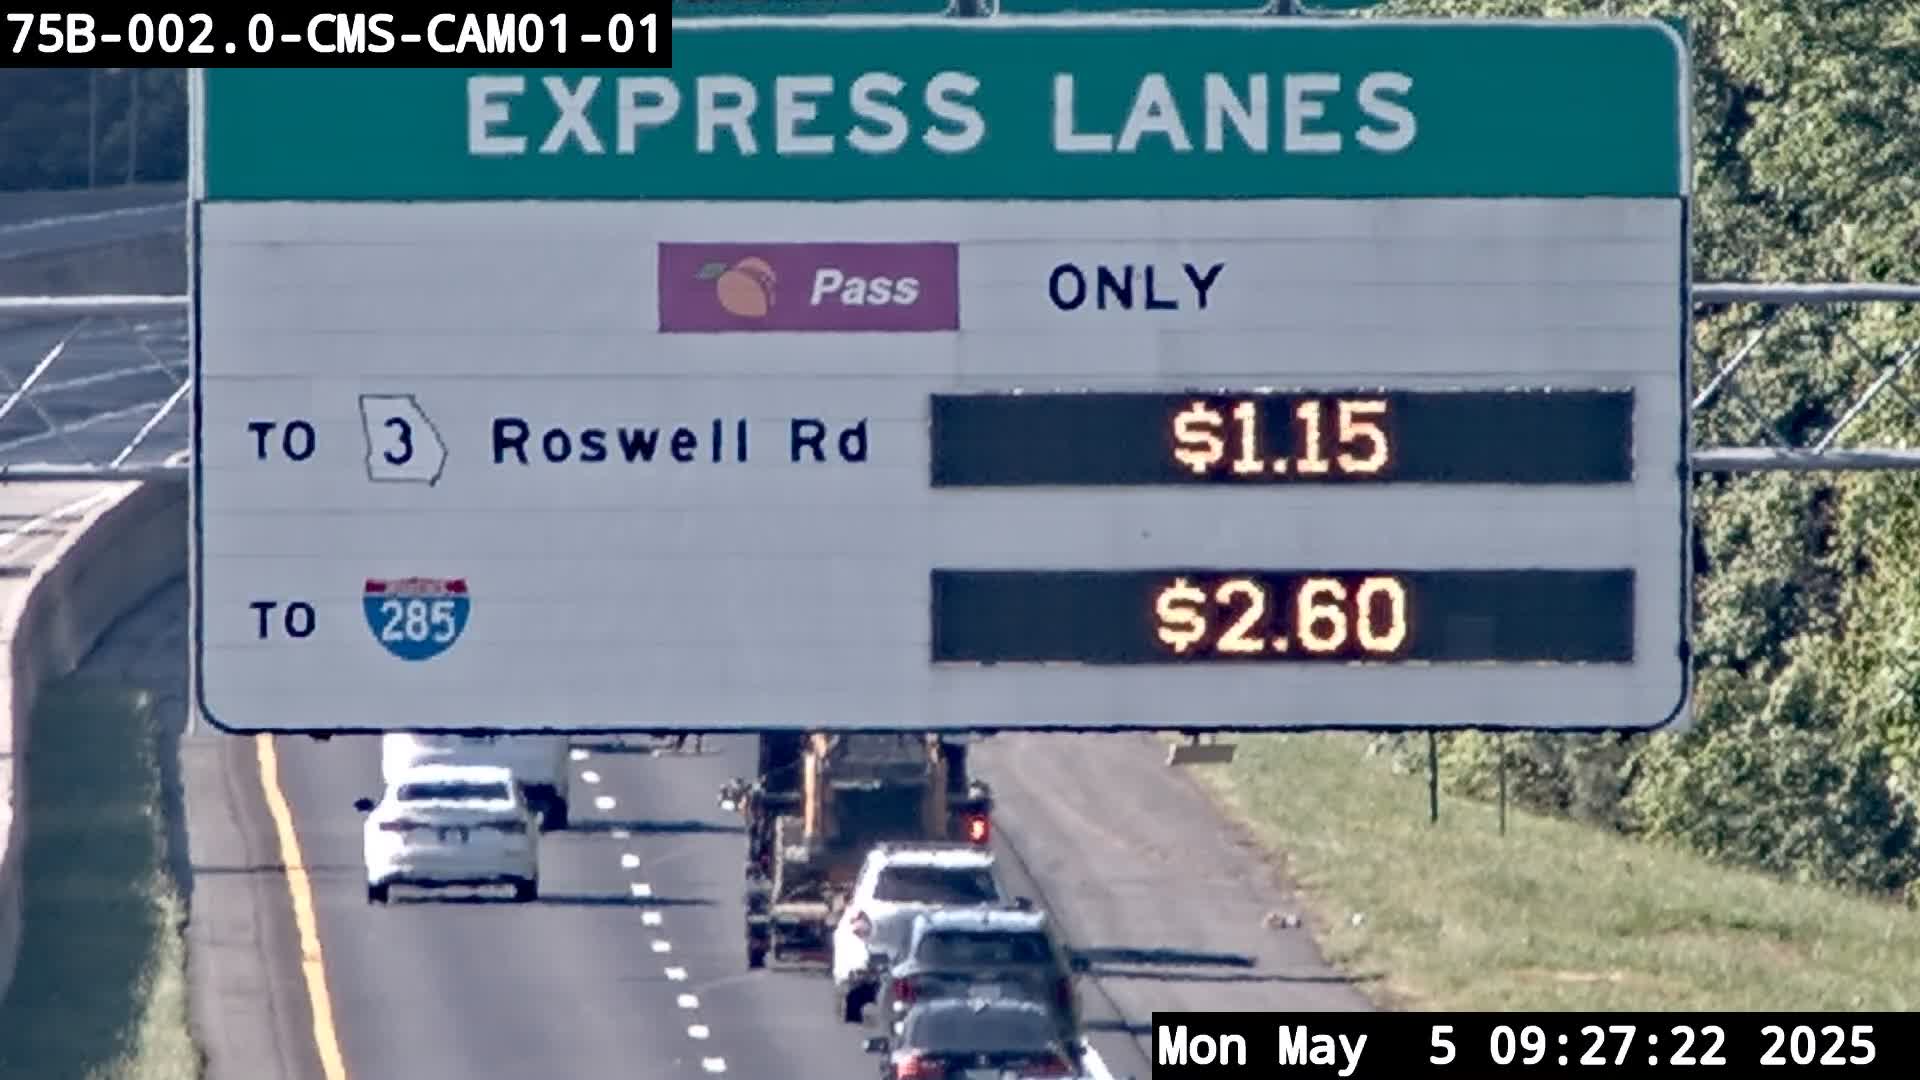 75B-002.0-CMS-CAM01-01
EXPRESS LANES
Pass ONLY
TO 3 Roswell Rd $1.15
TO 285 $2.60
Mon May 5 09:27:22 2025